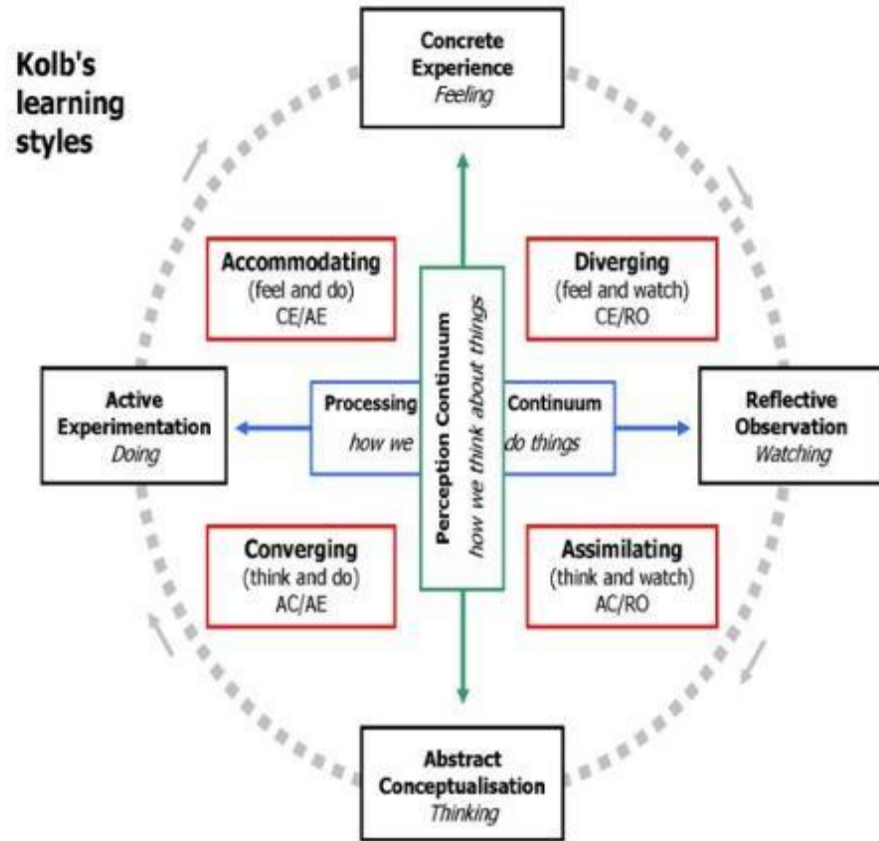 Kolb's
learning
styles
Concrete
Experience
Feeling
Accommodating
(feel and do)
CE/AE
Diverging
(feel and watch)
CE/RO
Active
Experimentation
Doing
Processing
how we
Perception Continuum
how we think about things
Continuum
do things
Reflective
Observation
Watching
Converging
(think and do)
AC/AE
Assimilating
(think and watch)
AC/RO
Abstract
Conceptualisation
Thinking